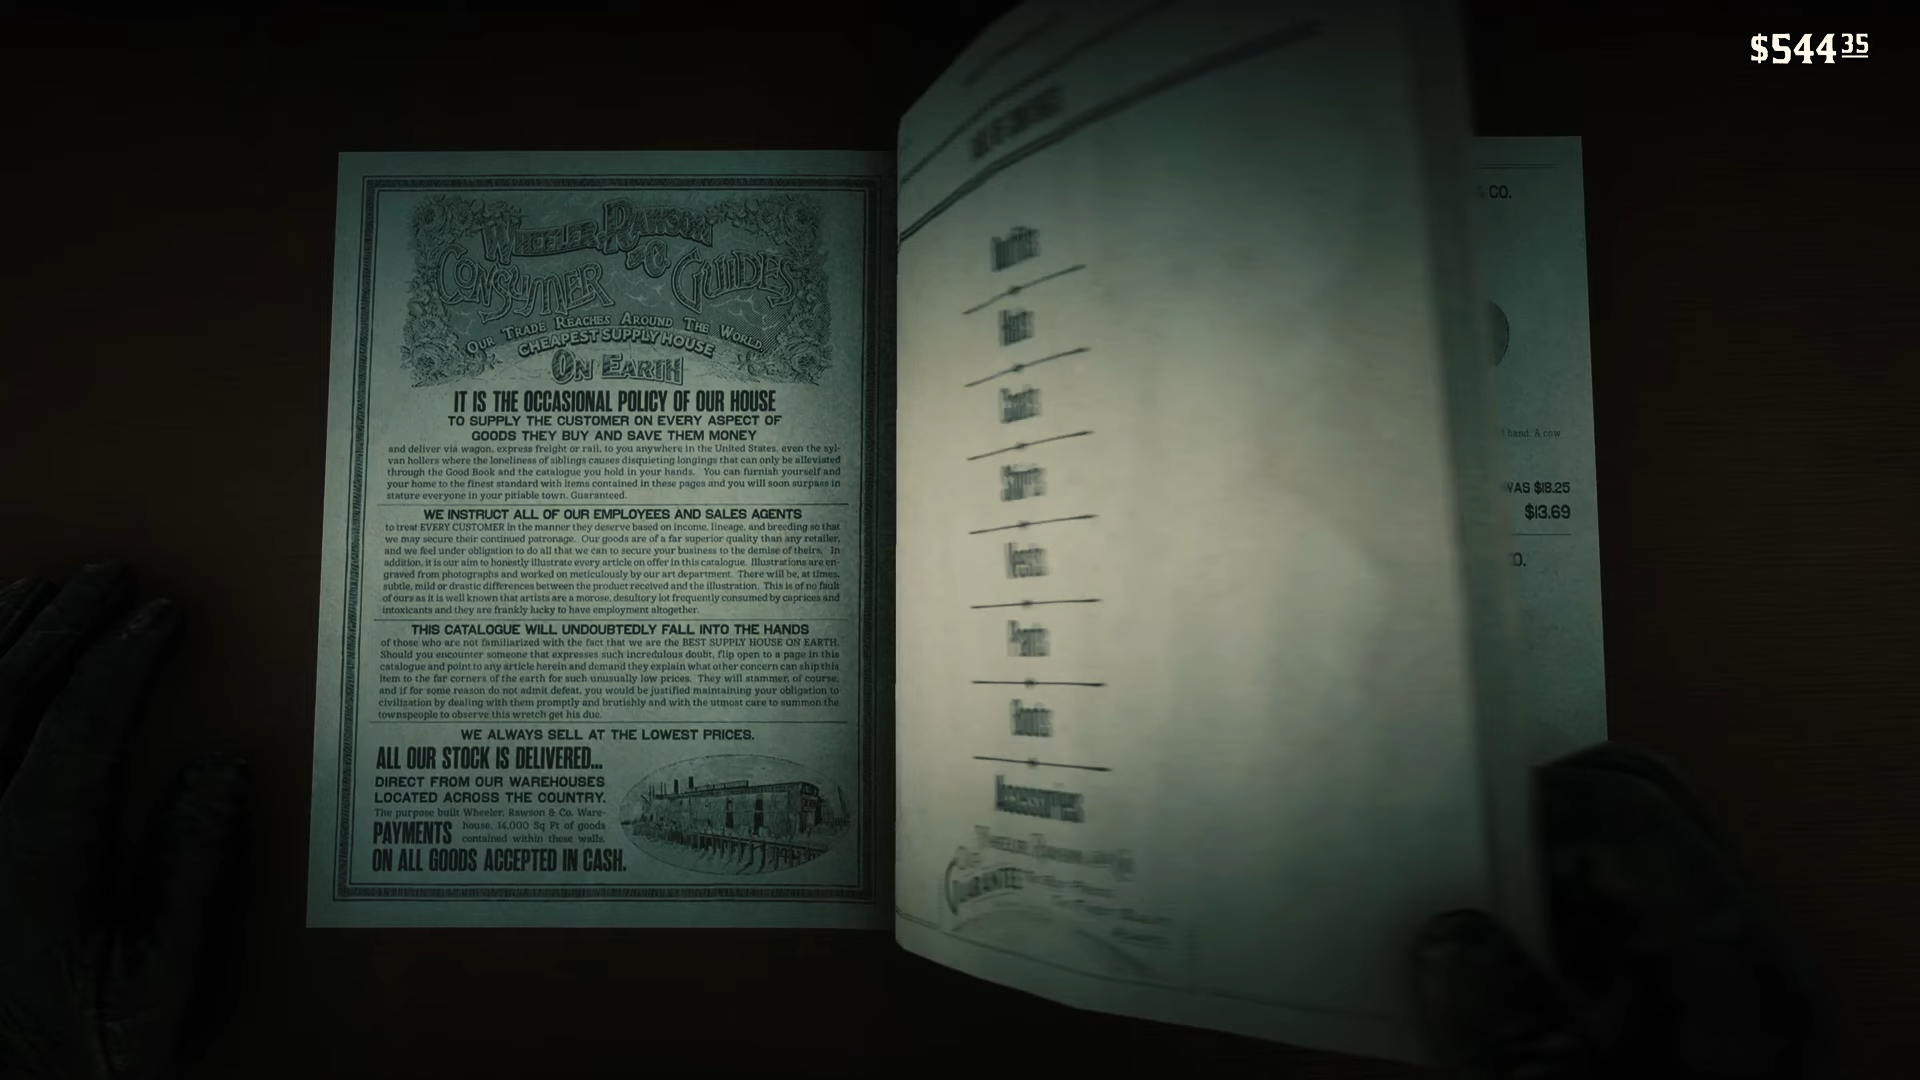 $544 35
WHEELER, RAWSON
& CO.
CONSUMER GUIDES
OUR TRADE REACHES AROUND THE WORLD
CHEAPEST SUPPLY HOUSE
ON EARTH
IT IS THE OCCASIONAL POLICY OF OUR HOUSE
TO SUPPLY THE CUSTOMER ON EVERY ASPECT OF
GOODS THEY BUY AND SAVE THEM MONEY
and deliver via wagon, express freight or rail, to you anywhere in the United States, even the syl-
van hollers where the loneliness of siblings causes disquieting longings that can only be alleviated
through the Good Book and the catalogue you hold in your hands. You can furnish yourself and
your home to the finest standard with items contained in these pages and you will soon surpass in
stature everyone in your pitiable town. Guaranteed.
WE INSTRUCT ALL OF OUR EMPLOYEES AND SALES AGENTS
to treat EVERY CUSTOMER in the manner they deserve based on income, lineage, and breeding so that
we may secure their continued patronage. Our goods are of a far superior quality than any retailer,
and we feel under obligation to do all that we can to secure your business to the demise of theirs. In
addition, it is our aim to honestly illustrate every article on offer in this catalogue. Illustrations are en-
graved from photographs and worked on meticulously by our art department. There will be, at times,
subtle, mild or drastic differences between the product received and the illustration. This is of no fault
of ours as it is well known that artists are a morose, desultory lot frequently consumed by caprices and
intoxicants and they are frankly lucky to have employment altogether.
THIS CATALOGUE WILL UNDOUBTEDLY FALL INTO THE HANDS
of those who are not familiarized with the fact that we are the BEST SUPPLY HOUSE ON EARTH.
Should you encounter someone that expresses such incredulous doubt, flip open to a page in this
catalogue and point to any article herein and demand they explain what other concern can ship this
item to the far corners of the earth for such unusually low prices. They will stammer, of course,
and if for some reason do not admit defeat, you would be justified maintaining your obligation to
civilization by dealing with them promptly and brutishly and with the utmost care to summon the
townspeople to observe this wretch get his due.
WE ALWAYS SELL AT THE LOWEST PRICES.
ALL OUR STOCK IS DELIVERED...
DIRECT FROM OUR WAREHOUSES
LOCATED ACROSS THE COUNTRY.
The purpose built Wheeler, Rawson & Co. Ware-
house, 14,000 Sq Ft of goods
contained within these walls.
PAYMENTS
ON ALL GOODS ACCEPTED IN CASH.
Coats
Shirts
Vests
Pants
Boots
Accessories
CO.
hand. A cow
WAS $18.25
$13.69
CO.